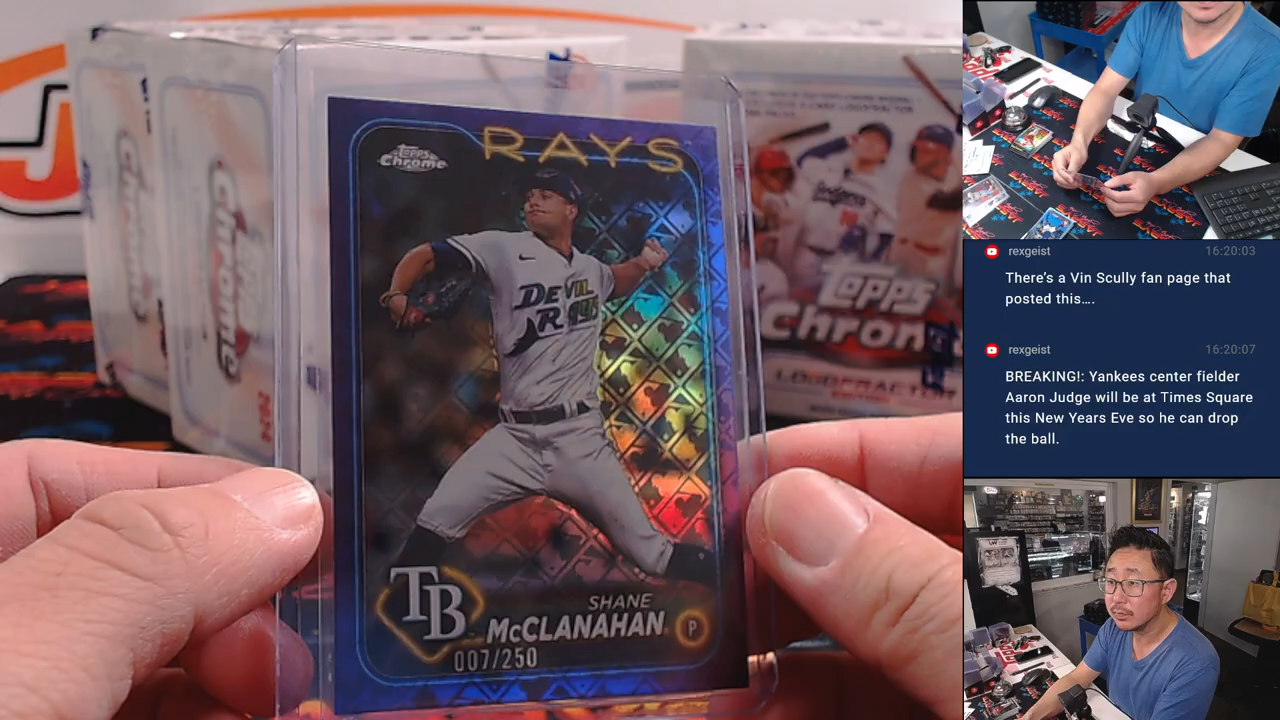 RAYS
Topps
Chrome
DEVIL
RAYS
TB
SHANE
McCLANAHAN
P
007/250
Dodgers
Topps
Chrome
2024
rexgeist
16:20:03
There's a Vin Scully fan page that
posted this....
rexgeist
16:20:07
BREAKING!: Yankees center fielder
Aaron Judge will be at Times Square
this New Years Eve so he can drop
the ball.